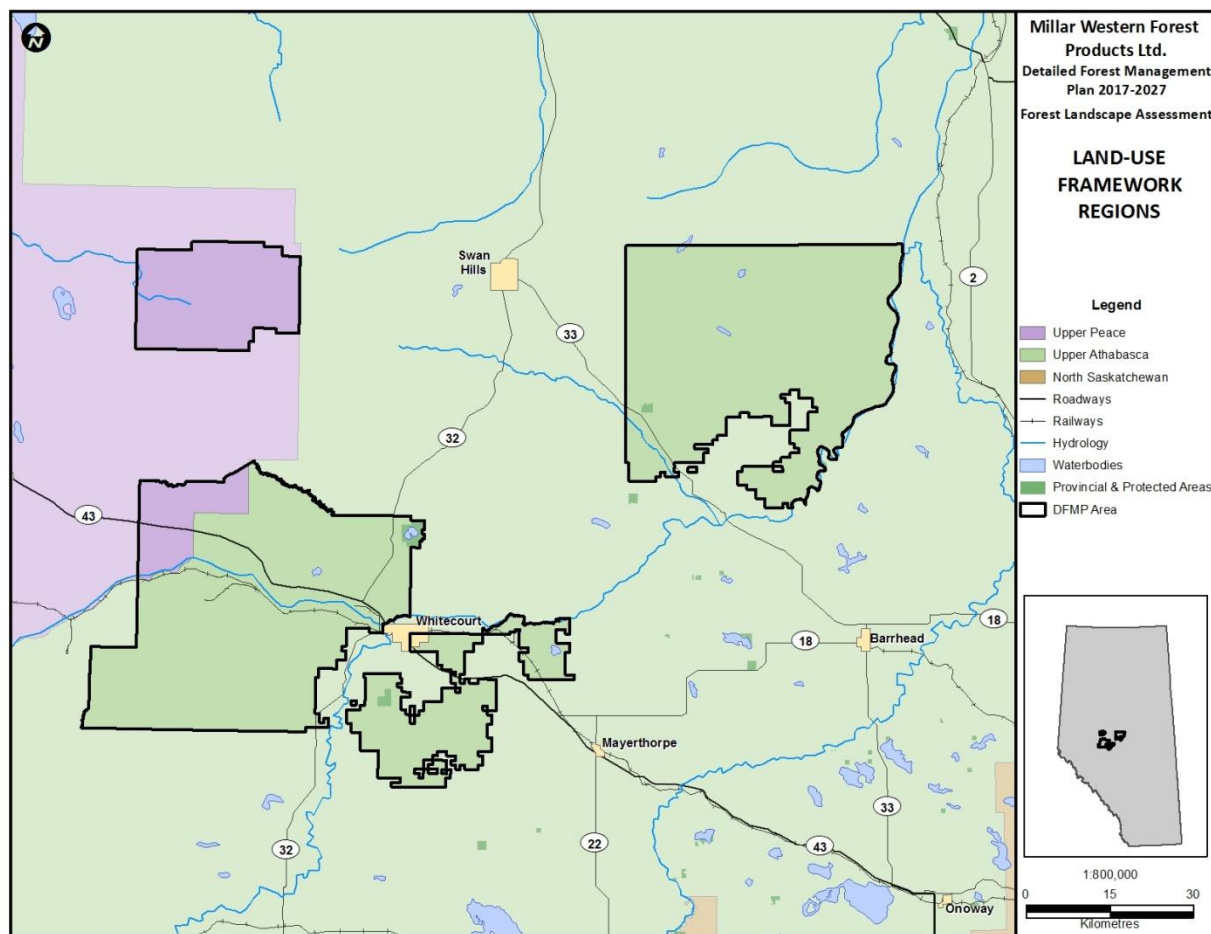 N
Millar Western Forest
Products Ltd.
Detailed Forest Management
Plan 2017-2027
Forest Landscape Assessment
LAND-USE
FRAMEWORK
REGIONS
Legend
Upper Peace
Upper Athabasca
North Saskatchewan
Roadways
Railways
Hydrology
Waterbodies
Provincial & Protected Areas
DFMP Area
1:800,000
0 15 30
Kilometres
Swan
Hills
33
2
32
43
Whitecourt
18
Barrhead
18
Mayerthorpe
33
32
22
43
Onoway